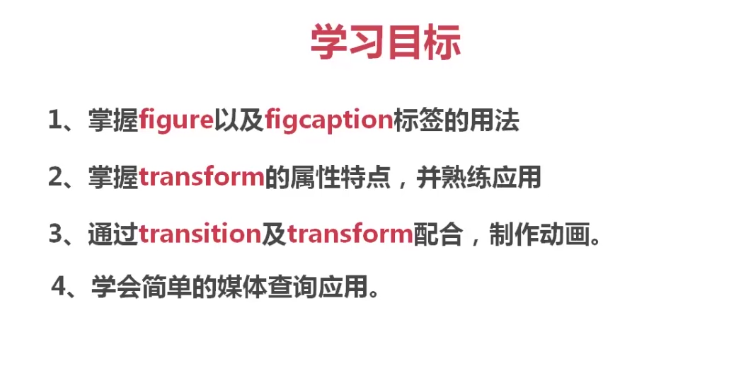 学习目标
1、掌握figure以及figcaption标签的用法
2、掌握transform的属性特点，并熟练应用
3、通过transition及transform配合，制作动画。
4、学会简单的媒体查询应用。